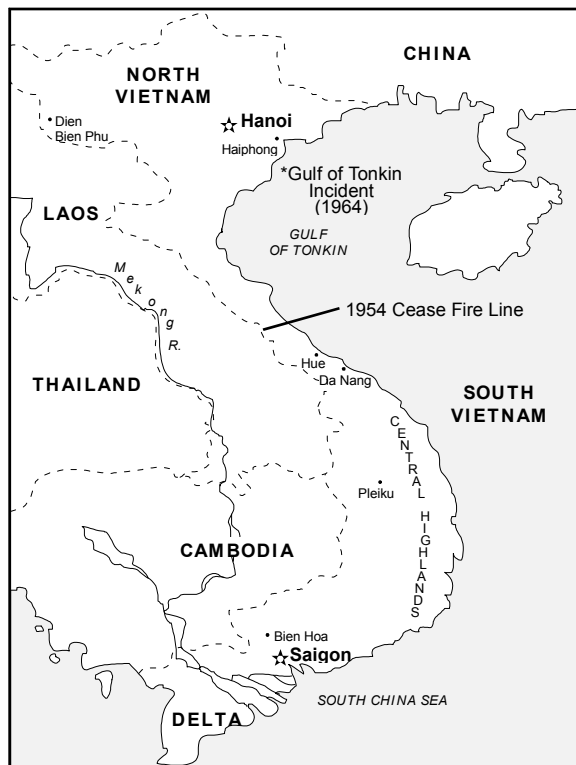 CHINA
NORTH
VIETNAM
Dien
Bien Phu
Hanoi
Haiphong
*Gulf of Tonkin
Incident
(1964)
LAOS
GULF
OF TONKIN
Mekong R.
1954 Cease Fire Line
Hue
Da Nang
THAILAND
SOUTH
VIETNAM
CENTRAL HIGHLANDS
Pleiku
CAMBODIA
Bien Hoa
Saigon
SOUTH CHINA SEA
DELTA